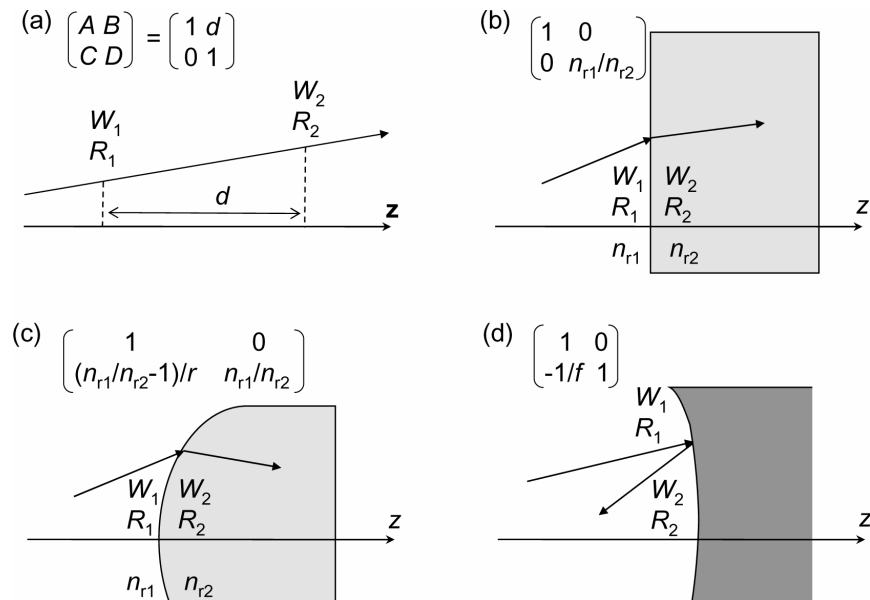 (a)
(A B
C D) = (1 d
0 1)
W₁
R₁
W₂
R₂
d
z
(b)
(1 0
0 nᵣ₁/nᵣ₂)
W₁ W₂
R₁ R₂
z
nᵣ₁ nᵣ₂
(c)
(1 0
(nᵣ₁/nᵣ₂-1)/r nᵣ₁/nᵣ₂)
W₁ W₂
R₁ R₂
z
nᵣ₁ nᵣ₂
(d)
(1 0
-1/f 1)
W₁
R₁
W₂
R₂
z